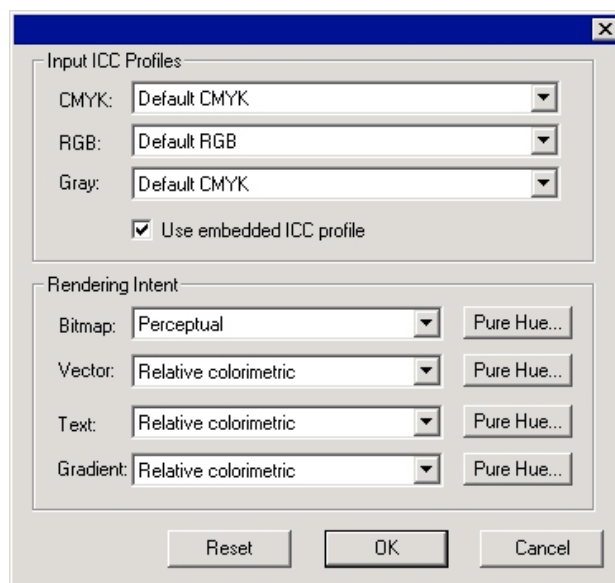 Input ICC Profiles
CMYK: Default CMYK
RGB: Default RGB
Gray: Default CMYK
Use embedded ICC profile
Rendering Intent
Bitmap: Perceptual Pure Hue...
Vector: Relative colorimetric Pure Hue...
Text: Relative colorimetric Pure Hue...
Gradient: Relative colorimetric Pure Hue...
Reset OK Cancel